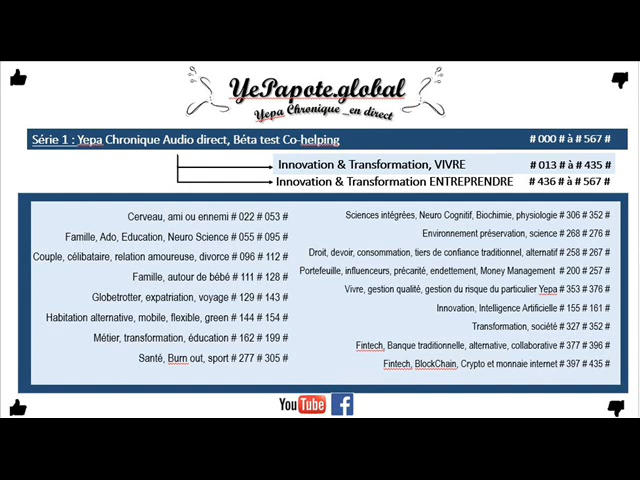 YePapote.global
Yepa Chronique _en direct
Série 1 : Yepa Chronique Audio direct, Béta test Co-helping # 000 # à # 567 #
Innovation & Transformation, VIVRE # 013 # à # 435 #
Innovation & Transformation ENTREPRENDRE # 436 # à # 567 #
Cerveau, ami ou ennemi # 022 # 053 #
Famille, Ado, Education, Neuro Science # 055 # 095 #
Couple, célibataire, relation amoureuse, divorce # 096 # 112 #
Famille, autour de bébé # 111 # 128 #
Globetrotter, expatriation, voyage # 129 # 143 #
Habitation alternative, mobile, flexible, green # 144 # 154 #
Métier, transformation, éducation # 162 # 199 #
Santé, Burn out, sport # 277 # 305 #
Sciences intégrées, Neuro Cognitif, Biochimie, physiologie # 306 # 352 #
Environnement préservation, science # 268 # 276 #
Droit, devoir, consommation, tiers de confiance traditionnel, alternatif # 258 # 267 #
Portefeuille, influenceurs, précarité, endettement, Money Management # 200 # 257 #
Vivre, gestion qualité, gestion du risque du particulier Yepa # 353 # 376 #
Innovation, Intelligence Artificielle # 155 # 161 #
Transformation, société # 327 # 352 #
Fintech, Banque traditionnelle, alternative, collaborative # 377 # 396 #
Fintech, BlockChain, Crypto et monnaie internet # 397 # 435 #
YouTube f